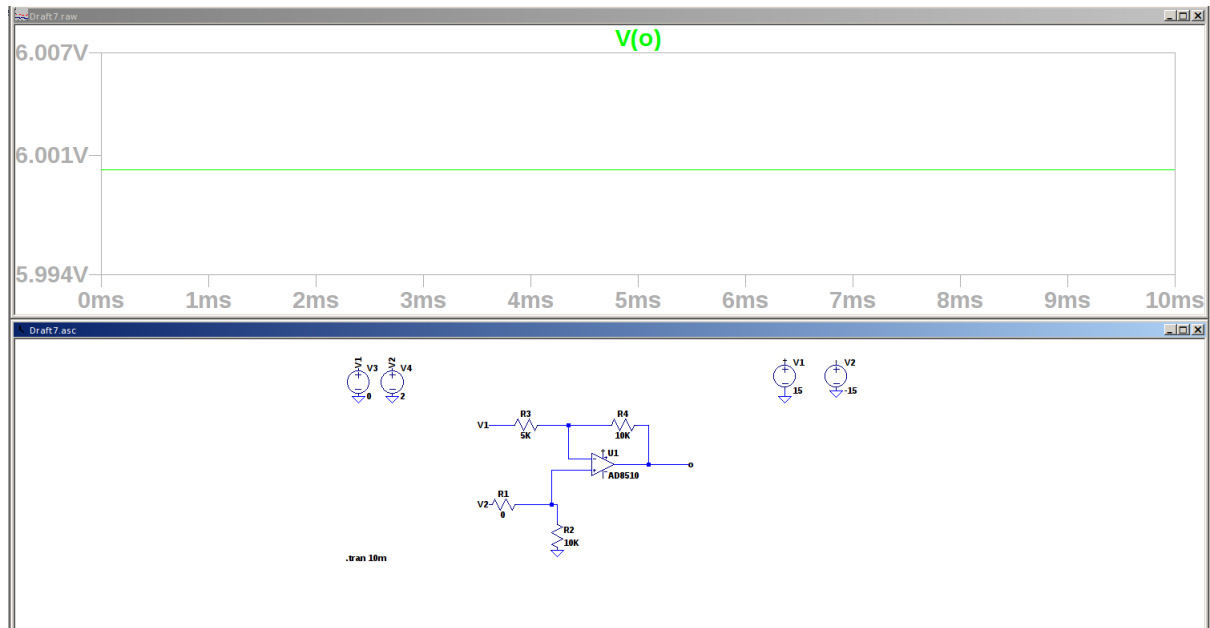 Draft7.raw
V(o)
6.007V
6.001V
5.994V
0ms 1ms 2ms 3ms 4ms 5ms 6ms 7ms 8ms 9ms 10ms
Draft7.asc
V1 V3 0
V2 V4 2
V1 15
V2 -15
V1 R3 5K
R4 10K
U1
AD8510
o
V2 R1 0
R2
10K
.tran 10m